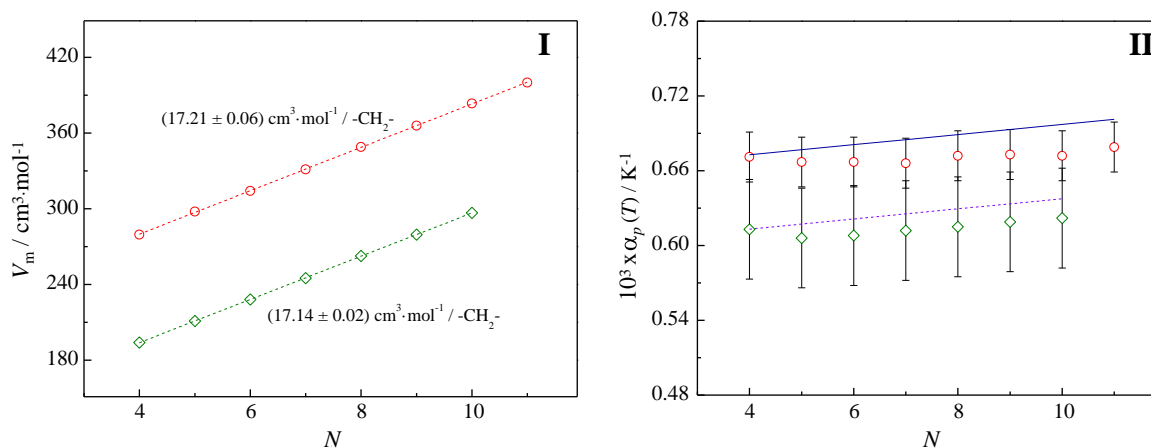 I
420
360
300
240
180
V_m / cm³·mol⁻¹
(17.21 ± 0.06) cm³·mol⁻¹ / -CH₂-
(17.14 ± 0.02) cm³·mol⁻¹ / -CH₂-
4 6 8 10
N
II
0.78
0.72
0.66
0.60
0.54
0.48
10³ x α_p(T) / K⁻¹
4 6 8 10
N